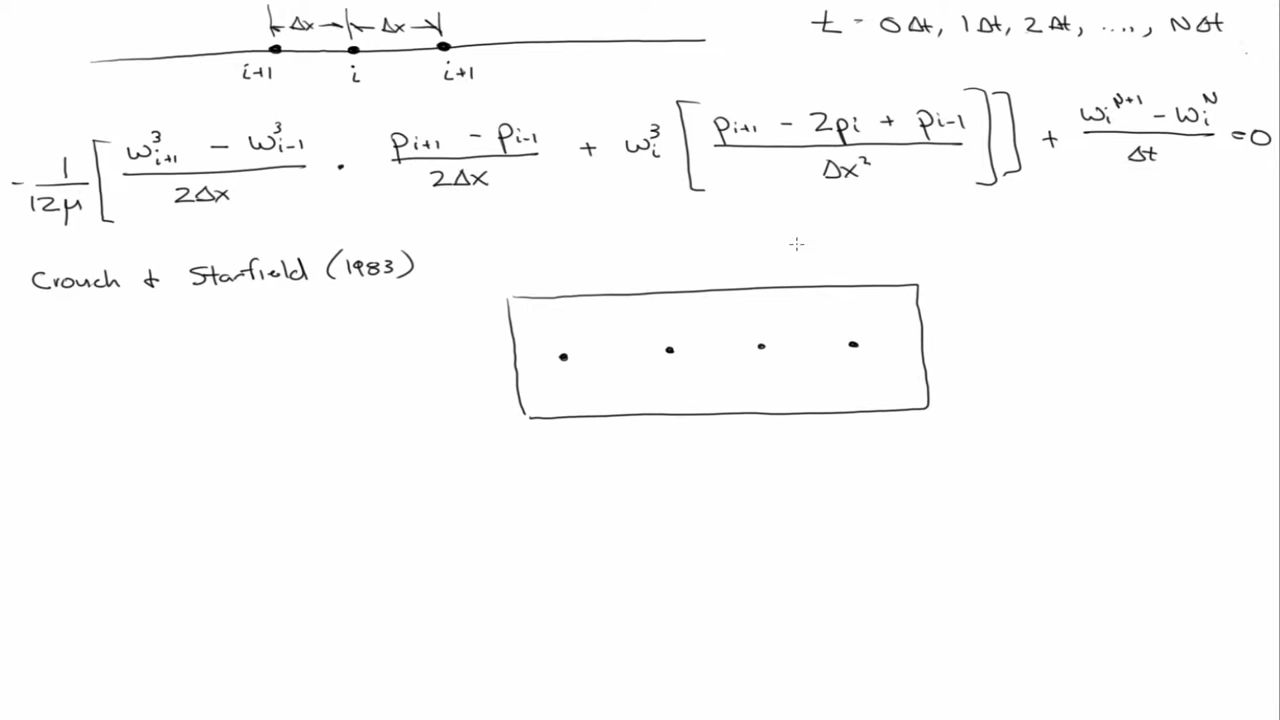 Δx Δx
t = 0Δt, 1Δt, 2Δt, ...., NΔt
i+1 i i+1
- 1/12μ [ (w³ᵢ₊₁ - w³ᵢ₋₁)/2Δx · (pᵢ₊₁ - pᵢ₋₁)/2Δx + wᵢ³ [ (pᵢ₊₁ - 2pᵢ + pᵢ₋₁)/Δx² ] ] + (wᵢᴺ⁺¹ - wᵢᴺ)/Δt = 0
Crouch & Starfield (1983)